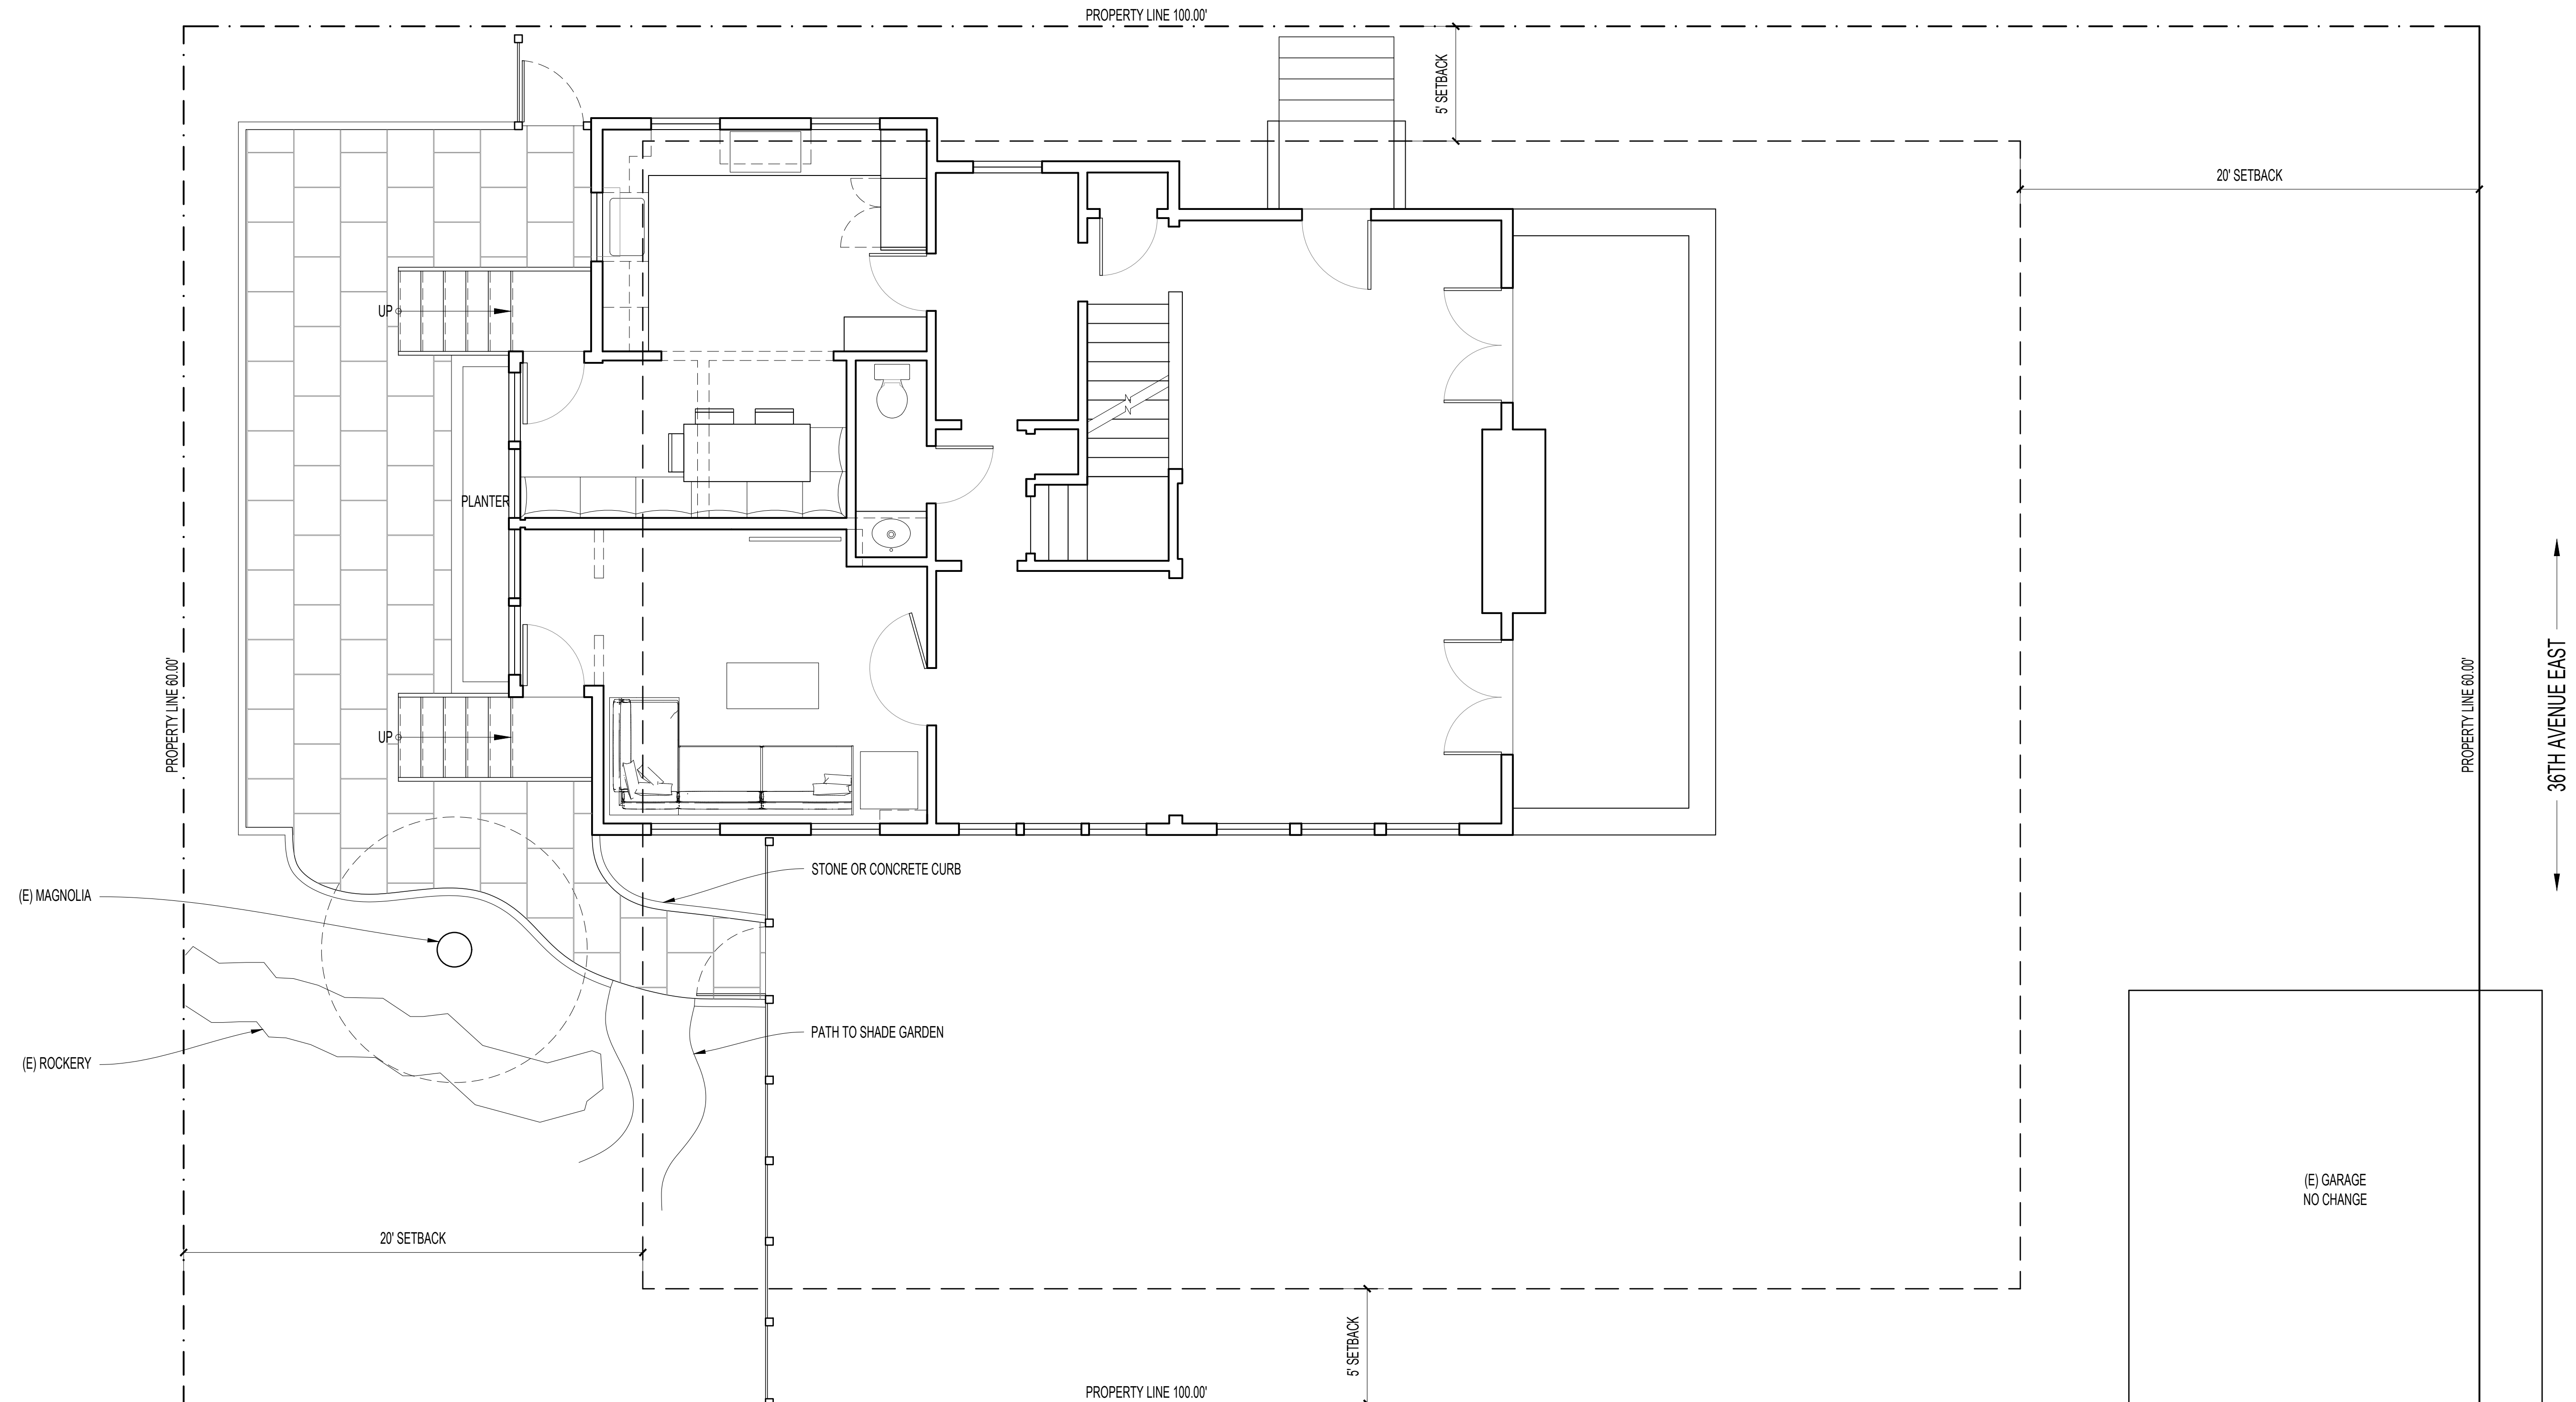 PROPERTY LINE 100.00'
5' SETBACK
20' SETBACK
UP
PLANTER
PROPERTY LINE 60.00'
PROPERTY LINE 60.00'
36TH AVENUE EAST
UP
STONE OR CONCRETE CURB
(E) MAGNOLIA
PATH TO SHADE GARDEN
(E) ROCKERY
(E) GARAGE
NO CHANGE
20' SETBACK
5' SETBACK
PROPERTY LINE 100.00'